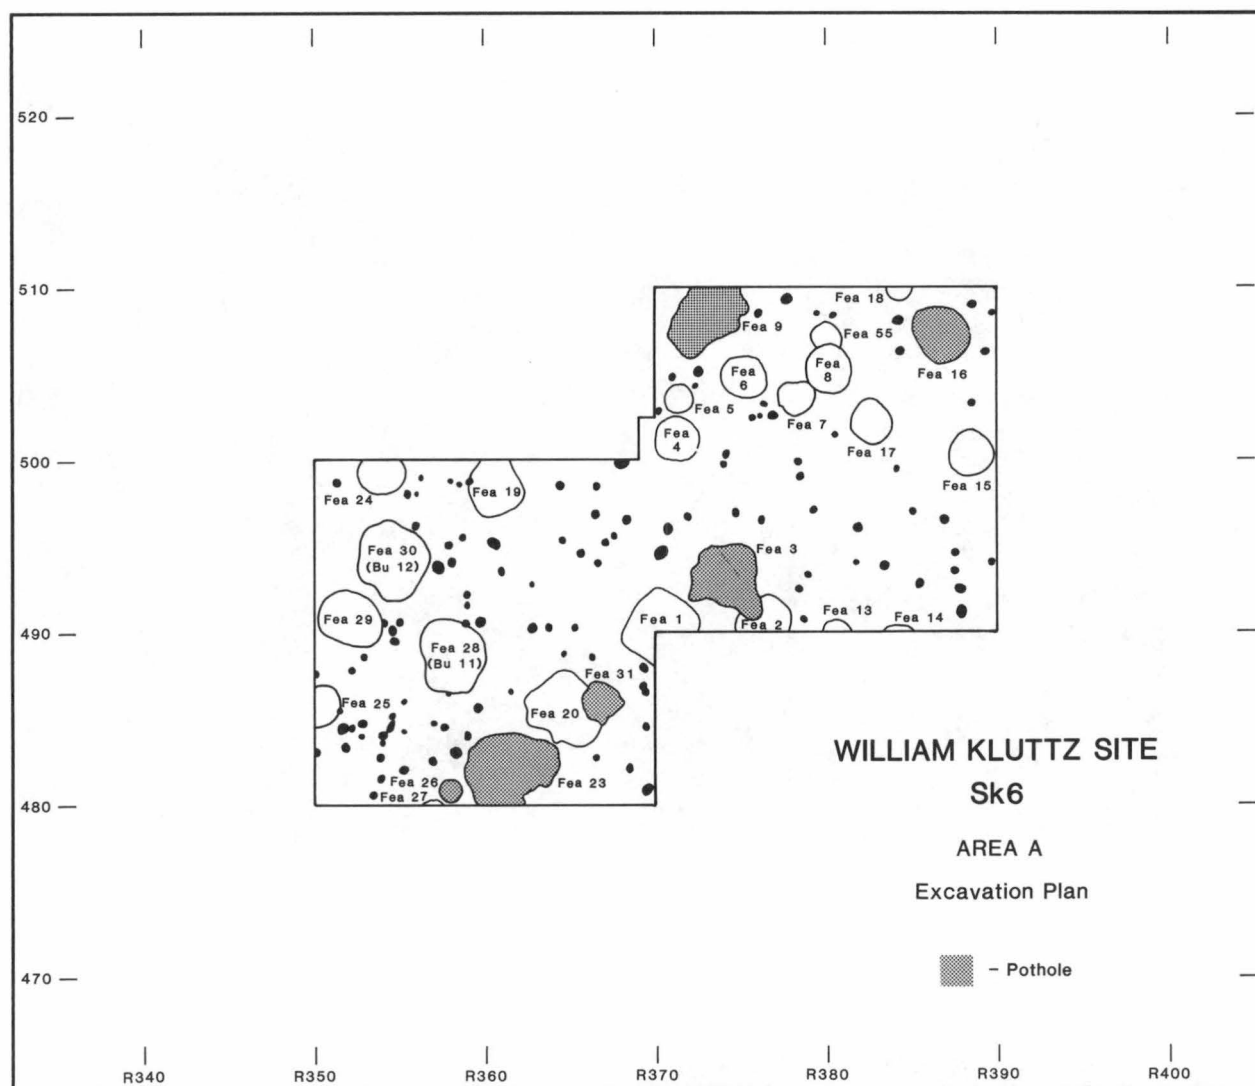 520 —
510 —
500 —
490 —
480 —
470 —
Fea 18
Fea 9
Fea 55
Fea
6
Fea
8
Fea 16
Fea 5
Fea 7
Fea
4
Fea 17
Fea 15
Fea 24
Fea 19
Fea 30
(Bu 12)
Fea 3
Fea 29
Fea 1
Fea 2
Fea 13
Fea 14
Fea 28
(Bu 11)
Fea 31
Fea 25
Fea 20
Fea 26
Fea 23
Fea 27
WILLIAM KLUTTZ SITE
Sk6
AREA A
Excavation Plan
– Pothole
R340
R350
R360
R370
R380
R390
R400